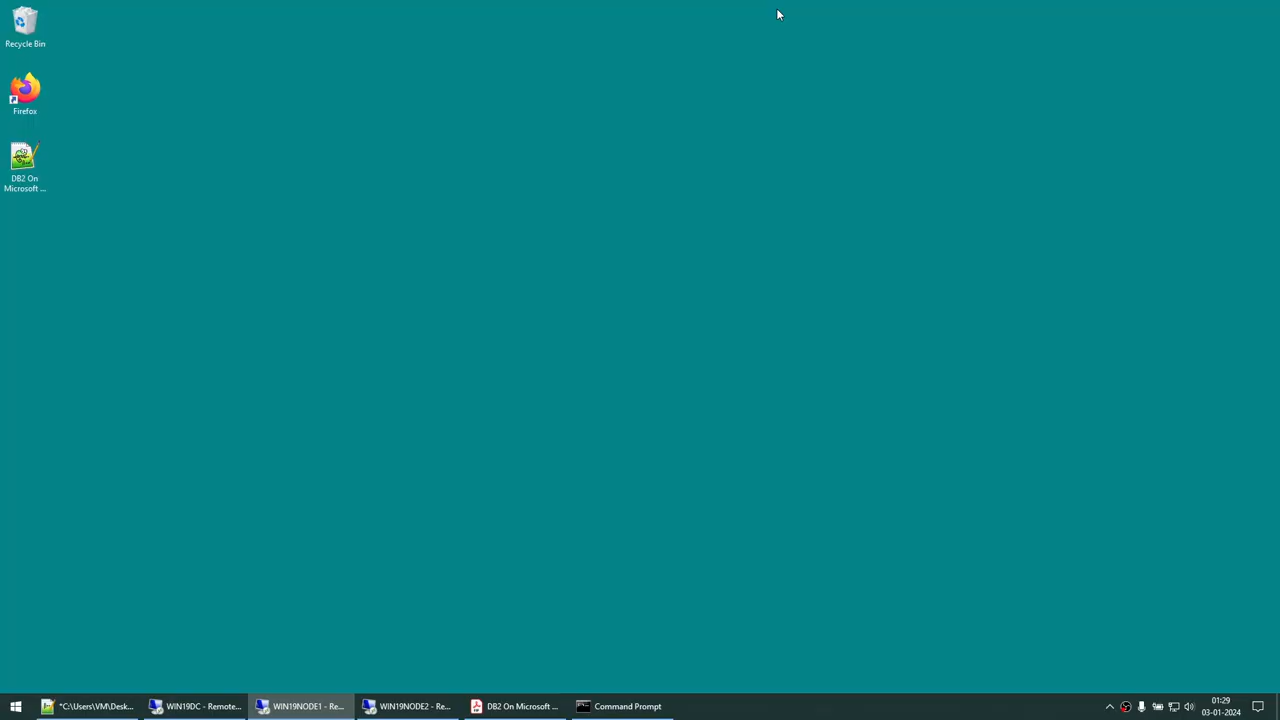 Recycle Bin
Firefox
DB2 On
Microsoft ...
*C:\Users\VM\Desk...
WIN19DC - Remote...
WIN19NODE1 - Re...
WIN19NODE2 - Re...
DB2 On Microsoft ...
Command Prompt
01:29
03-01-2024